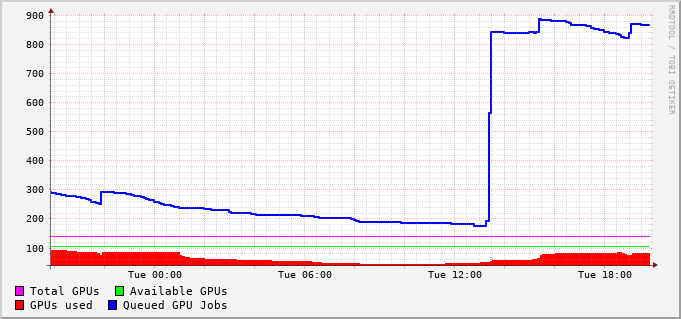 900
800
700
600
500
400
300
200
100
Tue 00:00 Tue 06:00 Tue 12:00 Tue 18:00
Total GPUs Available GPUs
GPUs used Queued GPU Jobs
RRDTOOL / TOBI OETIKER